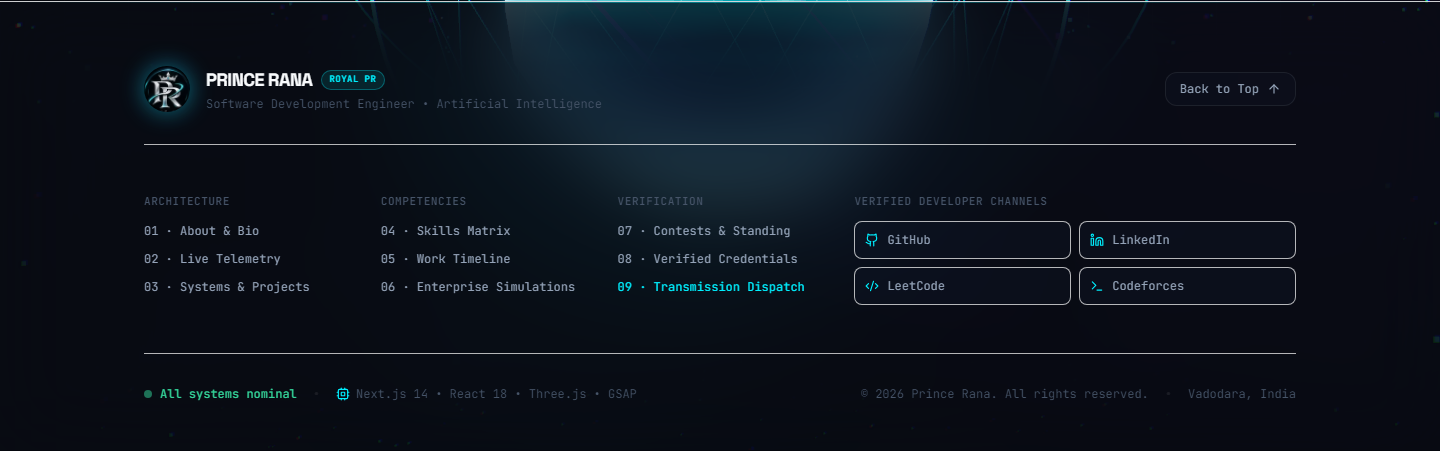 PR
PRINCE RANA ROYAL PR
Software Development Engineer • Artificial Intelligence
Back to Top ↑
ARCHITECTURE
01 · About & Bio
02 · Live Telemetry
03 · Systems & Projects
COMPETENCIES
04 · Skills Matrix
05 · Work Timeline
06 · Enterprise Simulations
VERIFICATION
07 · Contests & Standing
08 · Verified Credentials
09 · Transmission Dispatch
VERIFIED DEVELOPER CHANNELS
GitHub
LinkedIn
LeetCode
Codeforces
All systems nominal · Next.js 14 • React 18 • Three.js • GSAP
© 2026 Prince Rana. All rights reserved. · Vadodara, India